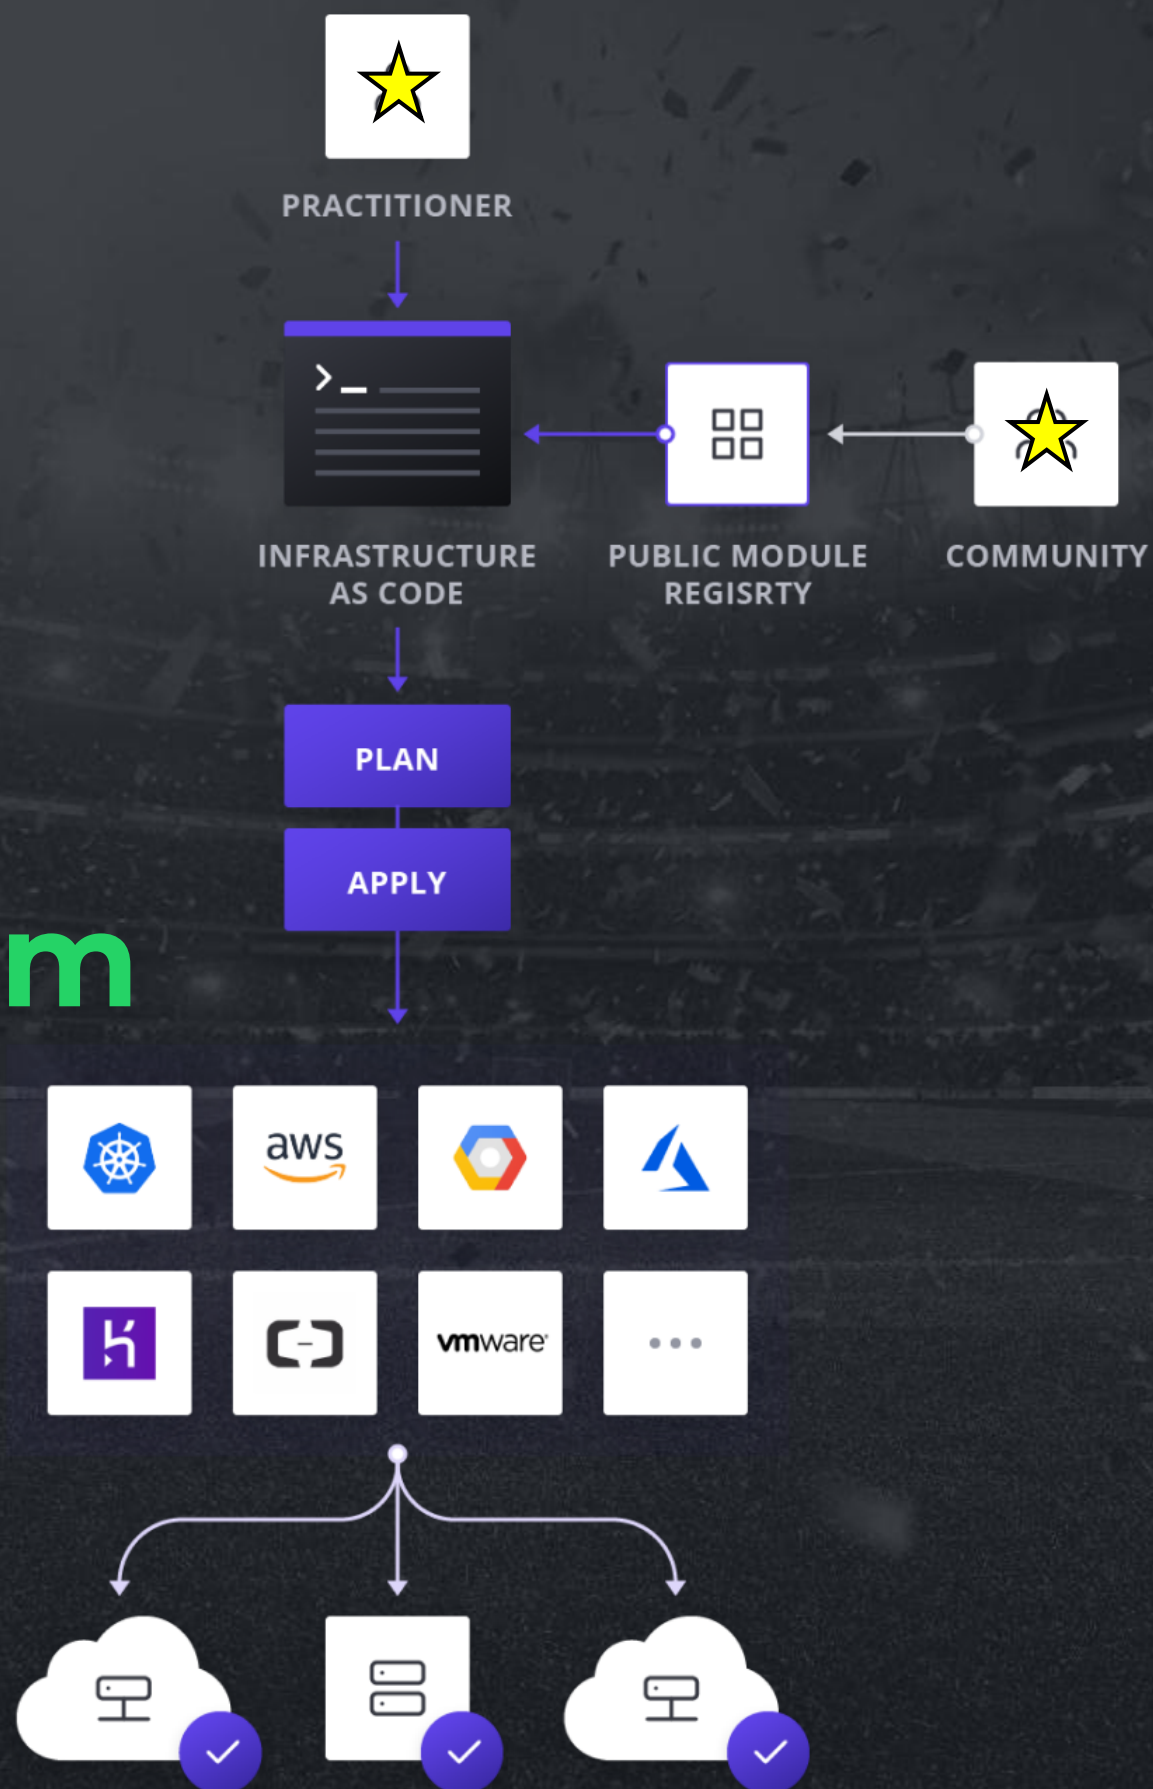 PRACTITIONER
INFRASTRUCTURE
AS CODE
PUBLIC MODULE
REGISRTY
COMMUNITY
PLAN
APPLY
m
aws
vmware